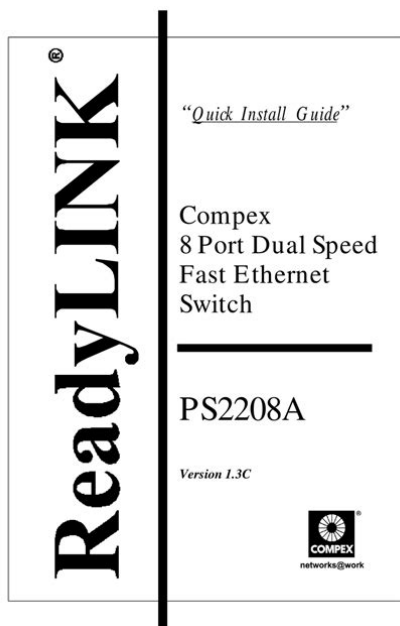 ReadyLINK®
“Quick Install Guide”
Compex
8 Port Dual Speed
Fast Ethernet
Switch
PS2208A
Version 1.3C
COMPEX®
networks@work